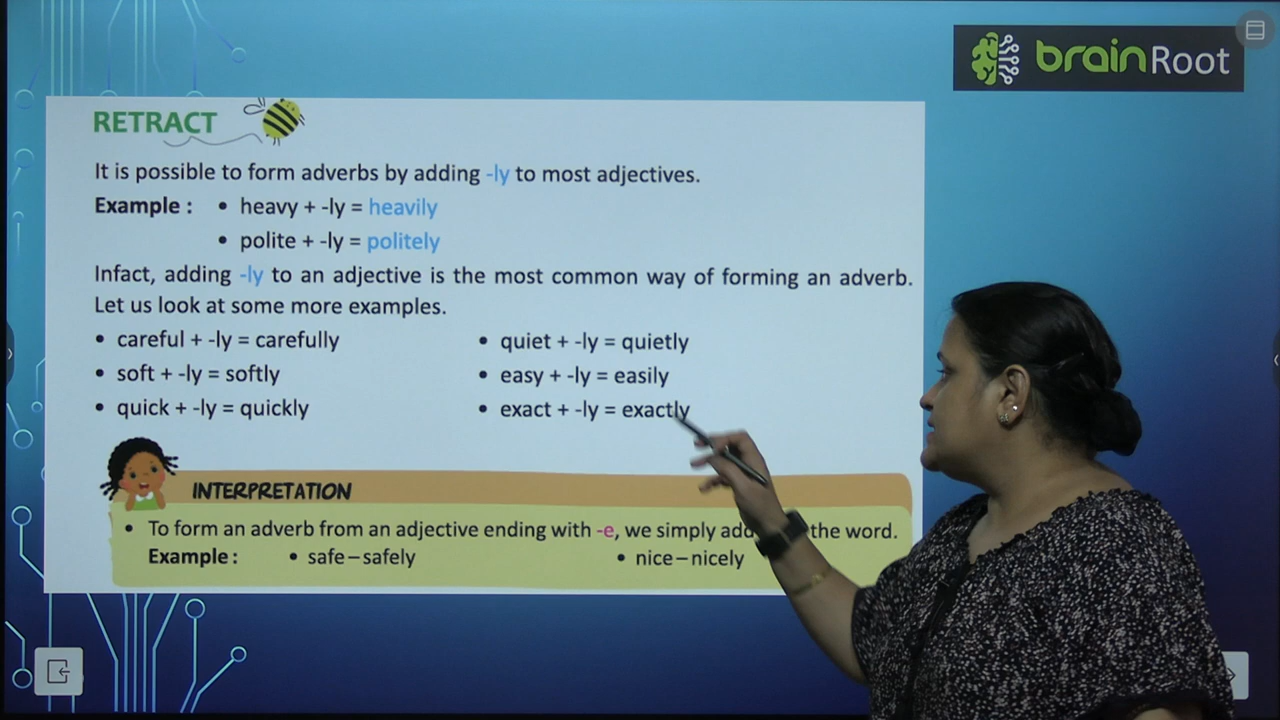 brainRoot
RETRACT
It is possible to form adverbs by adding -ly to most adjectives.
Example : • heavy + -ly = heavily
• polite + -ly = politely
Infact, adding -ly to an adjective is the most common way of forming an adverb.
Let us look at some more examples.
• careful + -ly = carefully • quiet + -ly = quietly
• soft + -ly = softly • easy + -ly = easily
• quick + -ly = quickly • exact + -ly = exactly
INTERPRETATION
• To form an adverb from an adjective ending with -e, we simply add the word.
Example : • safe – safely • nice – nicely